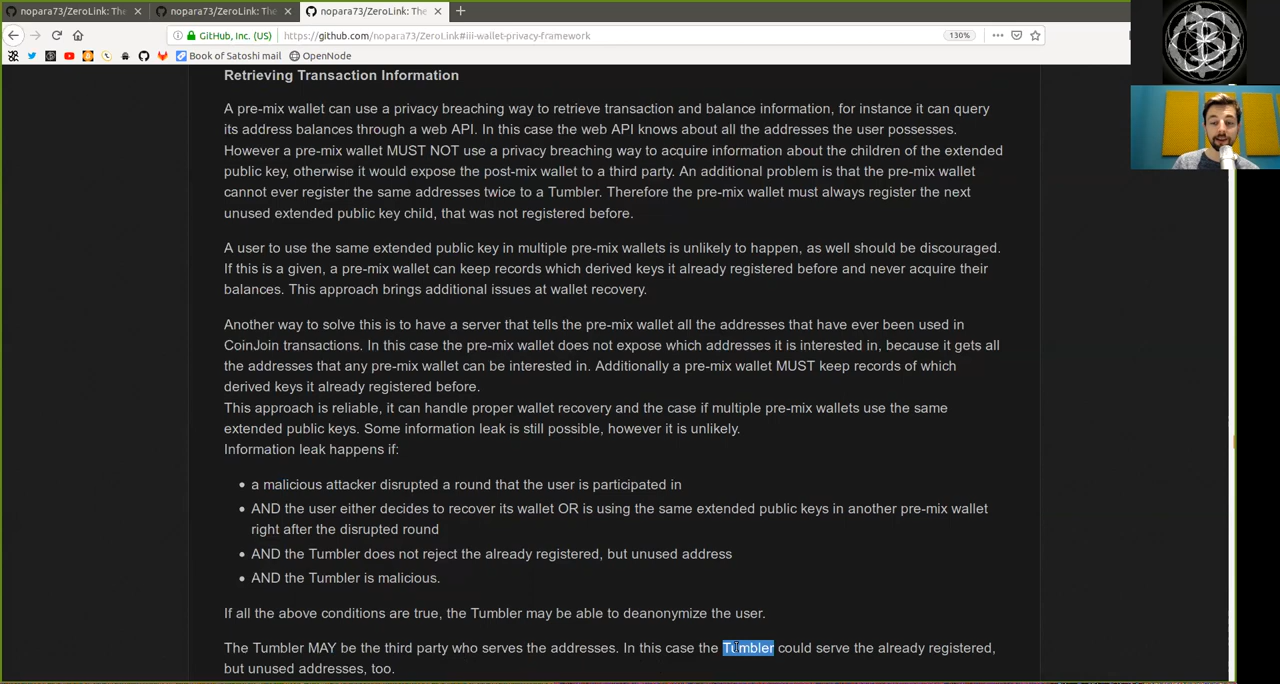 nopara73/ZeroLink: The
nopara73/ZeroLink: The
nopara73/ZeroLink: The
GitHub, Inc. (US)
https://github.com/nopara73/ZeroLink#iii-wallet-privacy-framework
130%
Book of Satoshi mail
OpenNode
Retrieving Transaction Information
A pre-mix wallet can use a privacy breaching way to retrieve transaction and balance information, for instance it can query
its address balances through a web API. In this case the web API knows about all the addresses the user possesses.
However a pre-mix wallet MUST NOT use a privacy breaching way to acquire information about the children of the extended
public key, otherwise it would expose the post-mix wallet to a third party. An additional problem is that the pre-mix wallet
cannot ever register the same addresses twice to a Tumbler. Therefore the pre-mix wallet must always register the next
unused extended public key child, that was not registered before.
A user to use the same extended public key in multiple pre-mix wallets is unlikely to happen, as well should be discouraged.
If this is a given, a pre-mix wallet can keep records which derived keys it already registered before and never acquire their
balances. This approach brings additional issues at wallet recovery.
Another way to solve this is to have a server that tells the pre-mix wallet all the addresses that have ever been used in
CoinJoin transactions. In this case the pre-mix wallet does not expose which addresses it is interested in, because it gets all
the addresses that any pre-mix wallet can be interested in. Additionally a pre-mix wallet MUST keep records of which
derived keys it already registered before.
This approach is reliable, it can handle proper wallet recovery and the case if multiple pre-mix wallets use the same
extended public keys. Some information leak is still possible, however it is unlikely.
Information leak happens if:
• a malicious attacker disrupted a round that the user is participated in
• AND the user either decides to recover its wallet OR is using the same extended public keys in another pre-mix wallet
right after the disrupted round
• AND the Tumbler does not reject the already registered, but unused address
• AND the Tumbler is malicious.
If all the above conditions are true, the Tumbler may be able to deanonymize the user.
The Tumbler MAY be the third party who serves the addresses. In this case the Tumbler could serve the already registered,
but unused addresses, too.